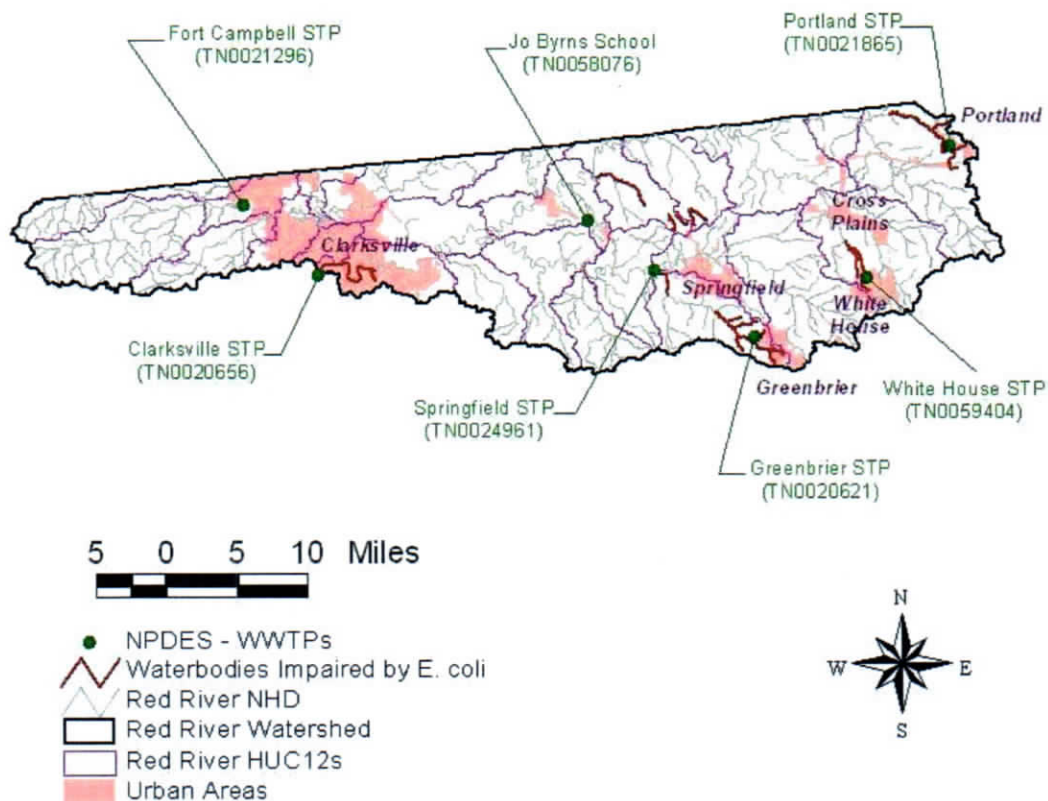 Fort Campbell STP
(TN0021296)
Jo Byrns School
(TN0058076)
Portland STP
(TN0021865)
Portland
Cross
Plains
Clarksville
Springfield
White
House
Clarksville STP
(TN0020656)
Springfield STP
(TN0024961)
Greenbrier
White House STP
(TN0059404)
Greenbrier STP
(TN0020621)
5 0 5 10 Miles
NPDES - WWTPs
Waterbodies Impaired by E. coli
Red River NHD
Red River Watershed
Red River HUC12s
Urban Areas
N
W E
S